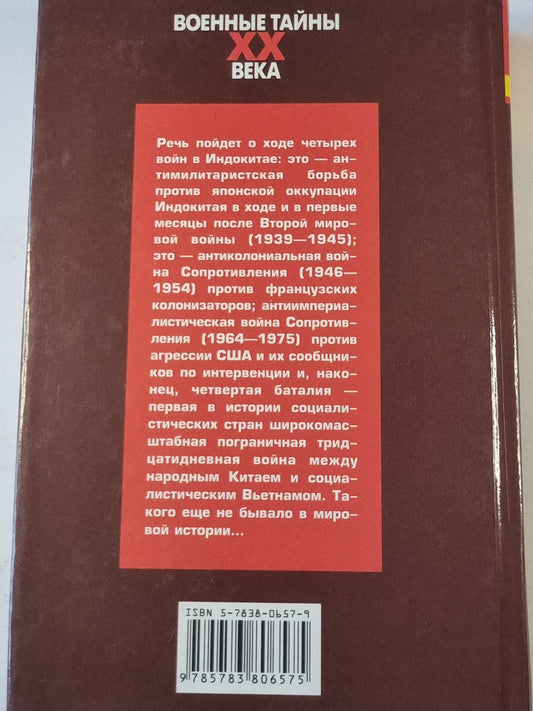 ВОЕННЫЕ ТАЙНЫ
XX
ВЕКА
Речь пойдет о ходе четырех
войн в Индокитае: это — ан-
тимилитаристская борьба
против японской оккупации
Индокитая в ходе и в первые
месяцы после Второй миро-
вой войны (1939—1945);
это — антиколониальная вой-
на Сопротивления (1946—
1954) против французских
колонизаторов; антиимпериа-
листическая война Сопротив-
ления (1964—1975) против
агрессии США и их сообщни-
ков по интервенции и, нако-
нец, четвертая баталия —
первая в истории социали-
стических стран широкомас-
штабная пограничная трид-
цатидневная война между
народным Китаем и социа-
листическим Вьетнамом. Та-
кого еще не бывало в миро-
вой истории...
ISBN 5-7838-0657-9
9 785783 806575